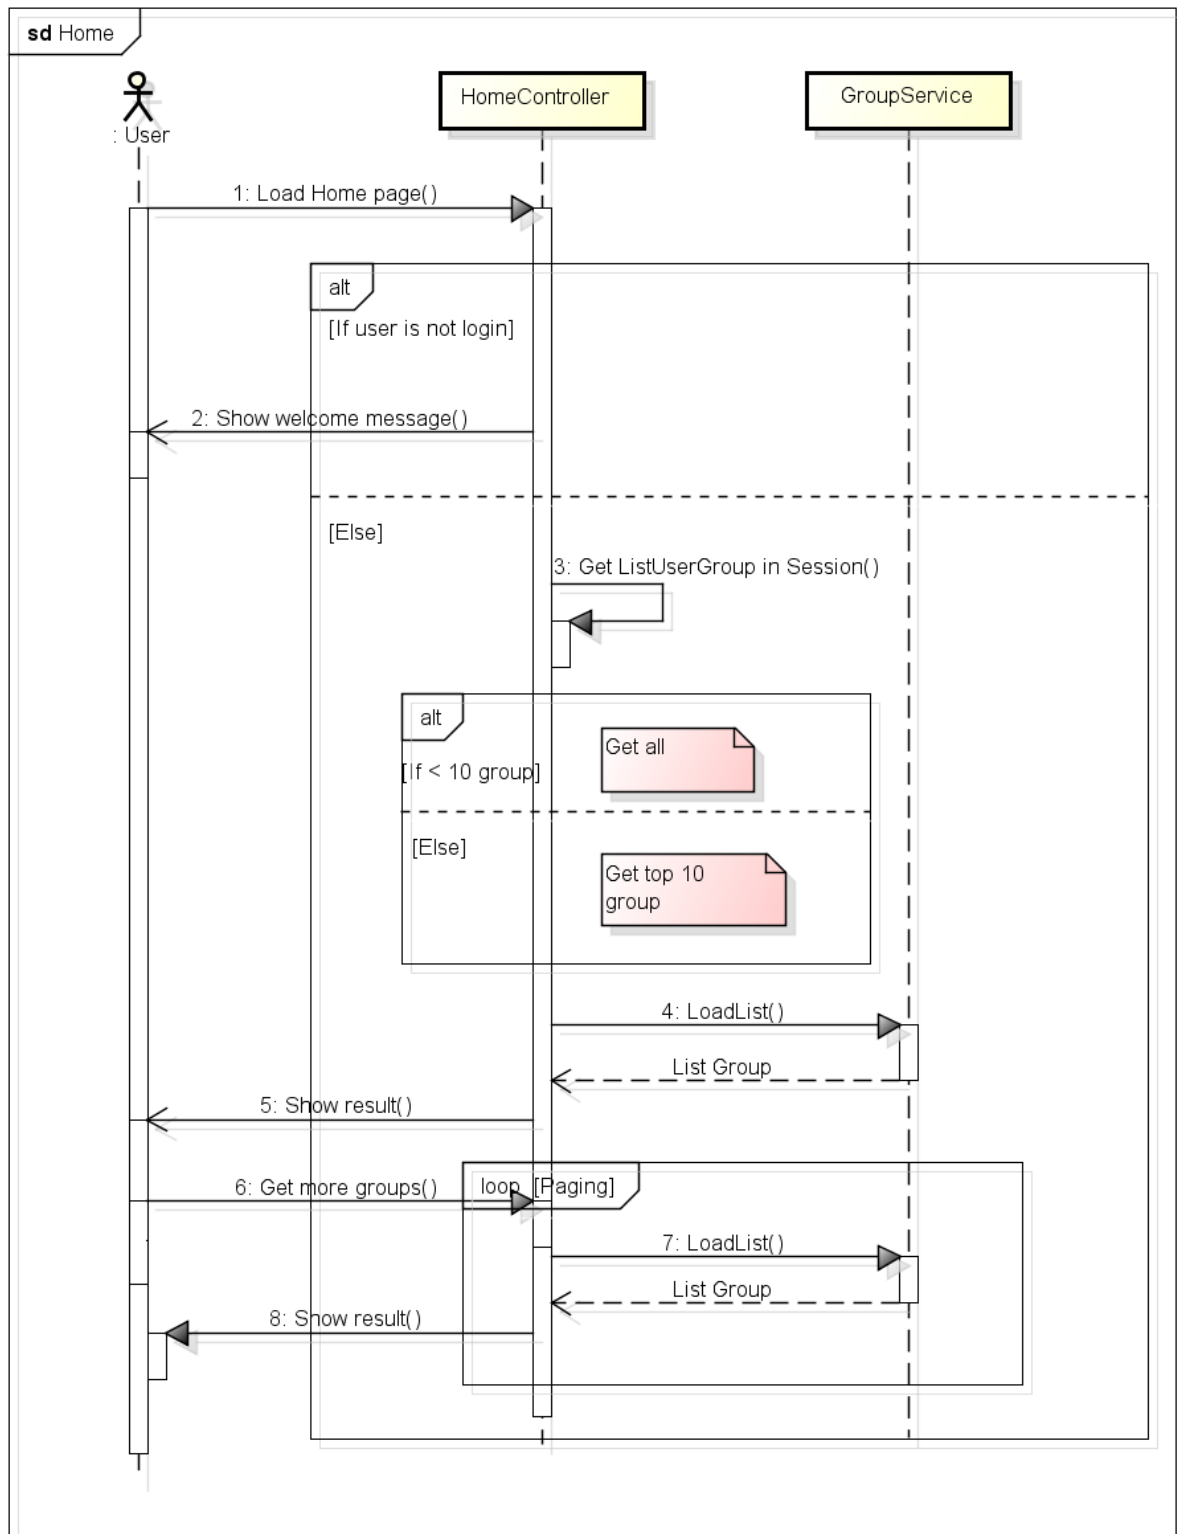 sd Home
: User
HomeController
GroupService
1: Load Home page()
alt
[If user is not login]
2: Show welcome message()
[Else]
3: Get ListUserGroup in Session()
alt
Get all
[If < 10 group]
[Else]
Get top 10
group
4: LoadList()
List Group
5: Show result()
6: Get more groups()
loop [Paging]
7: LoadList()
List Group
8: Show result()